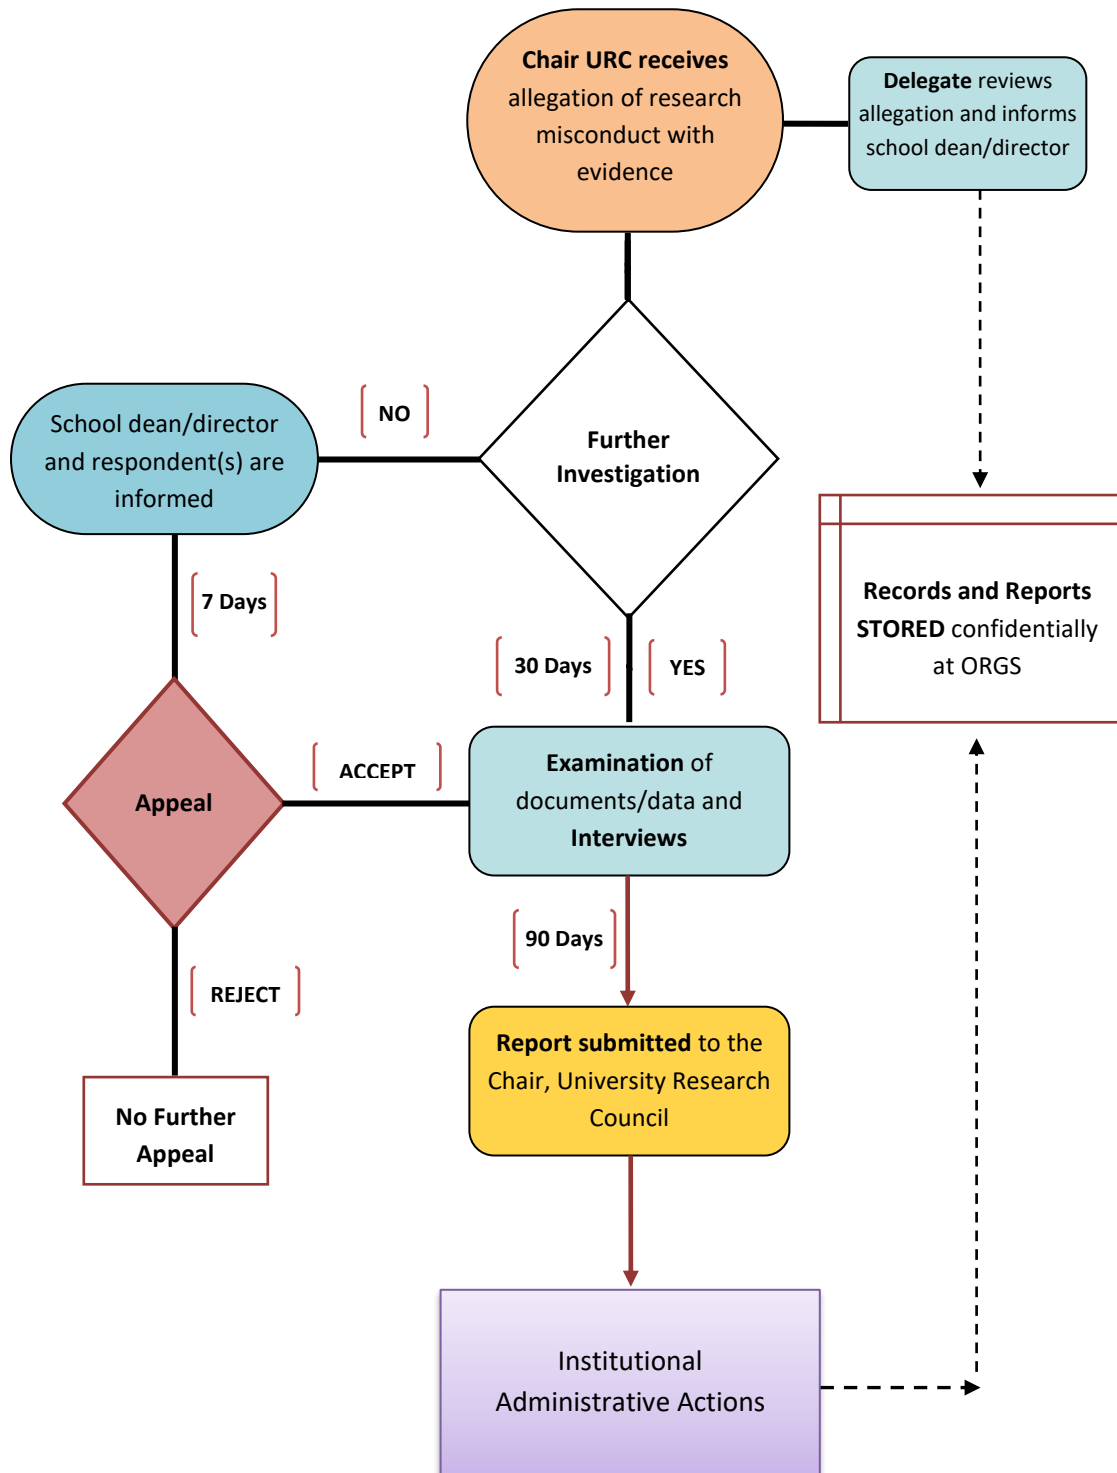 Chair URC receives
allegation of research
misconduct with
evidence
Delegate reviews
allegation and informs
school dean/director
NO
School dean/director
and respondent(s) are
informed
Further
Investigation
7 Days
30 Days
YES
Records and Reports
STORED confidentially
at ORGS
Appeal
ACCEPT
Examination of
documents/data and
Interviews
90 Days
REJECT
Report submitted to the
Chair, University Research
Council
No Further
Appeal
Institutional
Administrative Actions